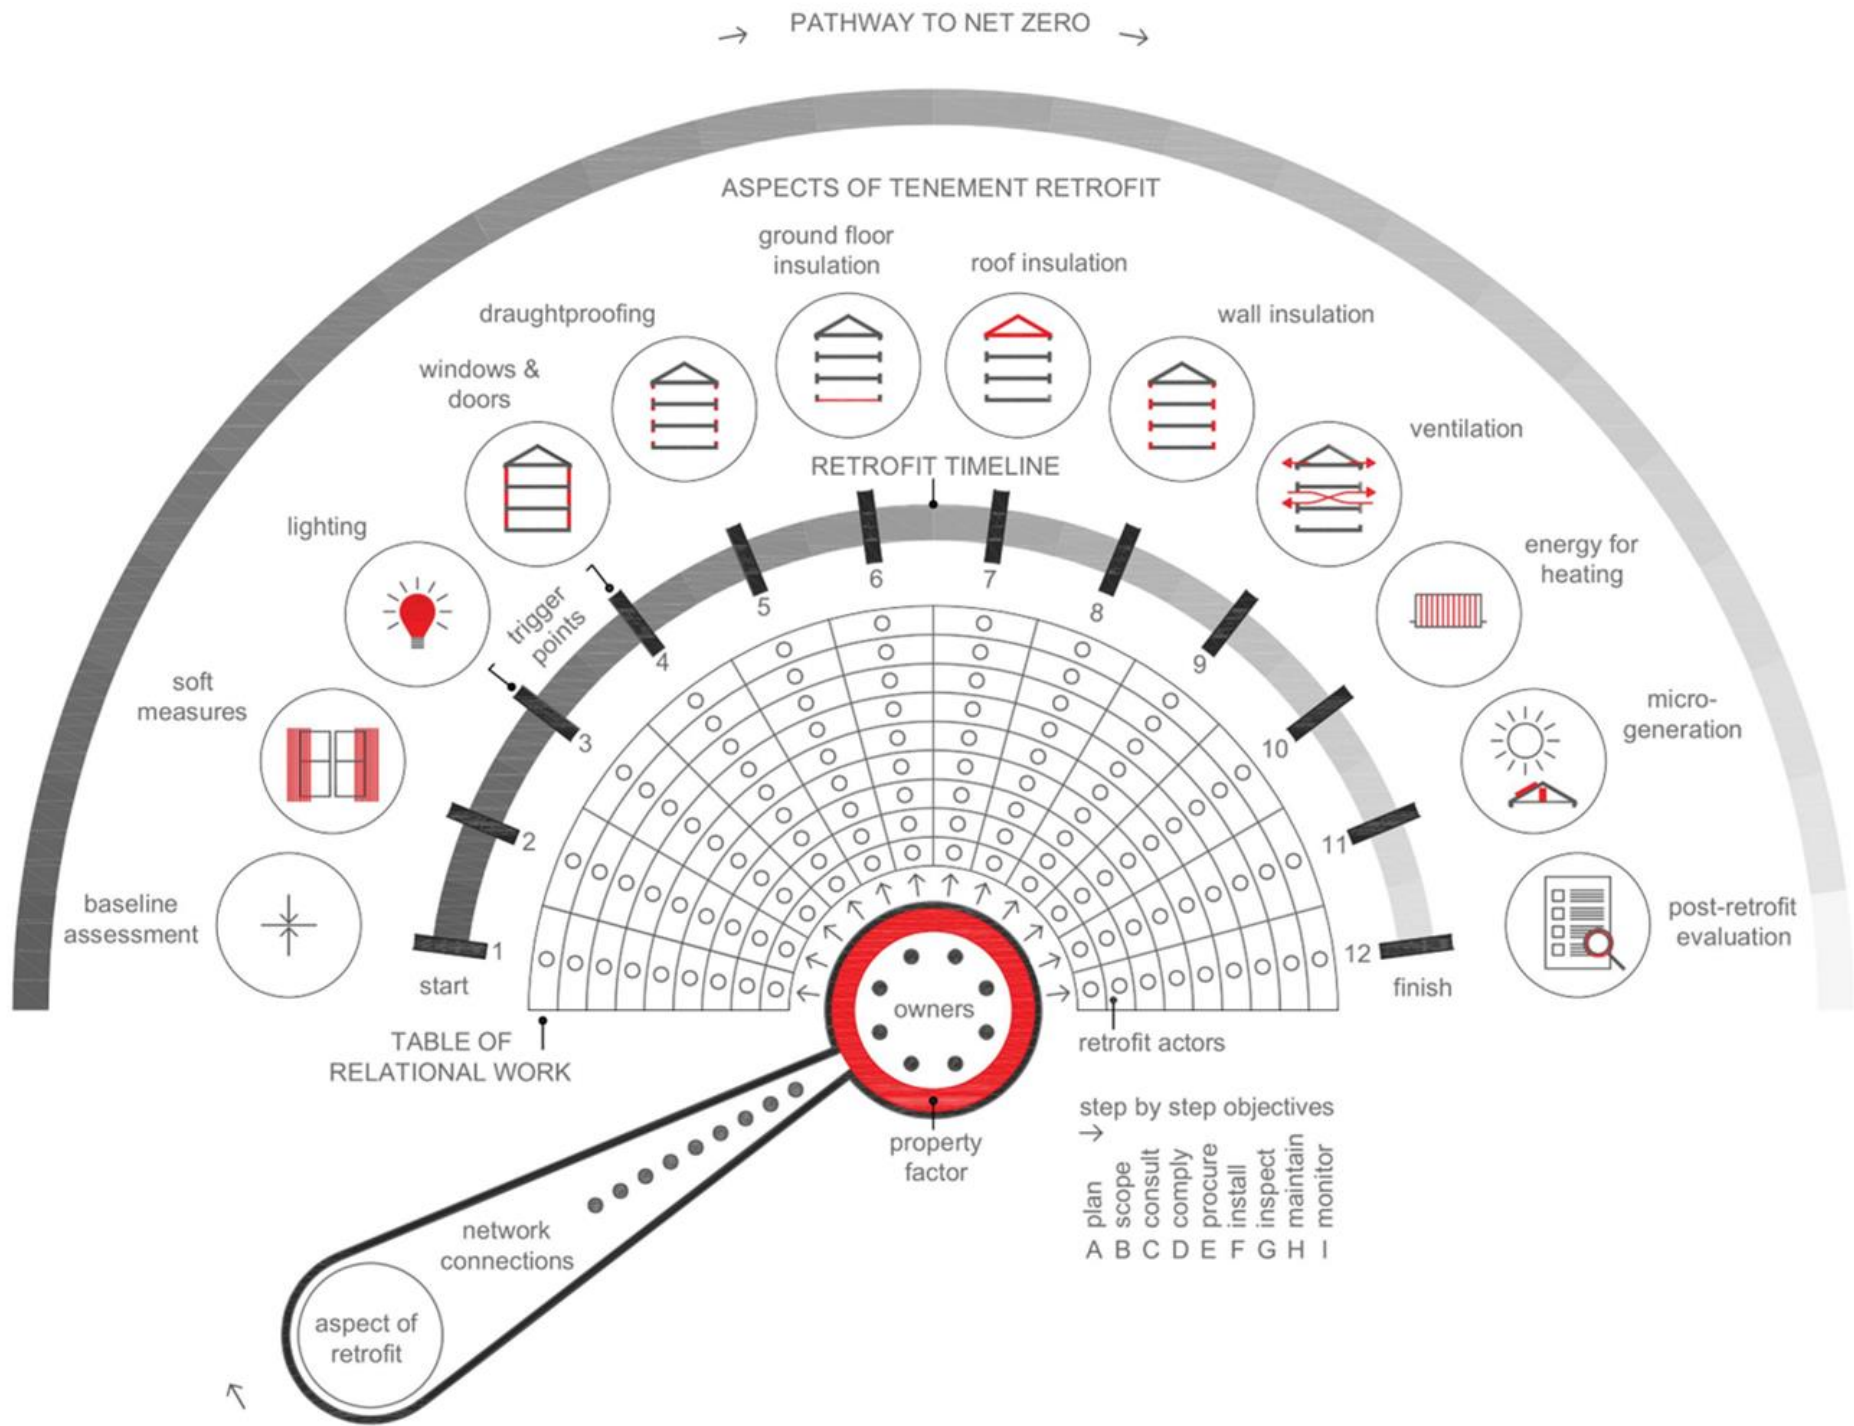 PATHWAY TO NET ZERO
ASPECTS OF TENEMENT RETROFIT
ground floor
insulation
roof insulation
draughtproofing
wall insulation
windows &
doors
ventilation
RETROFIT TIMELINE
lighting
energy for
heating
trigger
points
soft
measures
micro-
generation
baseline
assessment
post-retrofit
evaluation
1
2
3
4
5
6
7
8
9
10
11
12
start
finish
owners
TABLE OF
RELATIONAL WORK
retrofit actors
property
factor
step by step objectives
plan
scope
consult
comply
procure
install
inspect
maintain
monitor
A B C D E F G H I
network
connections
aspect of
retrofit